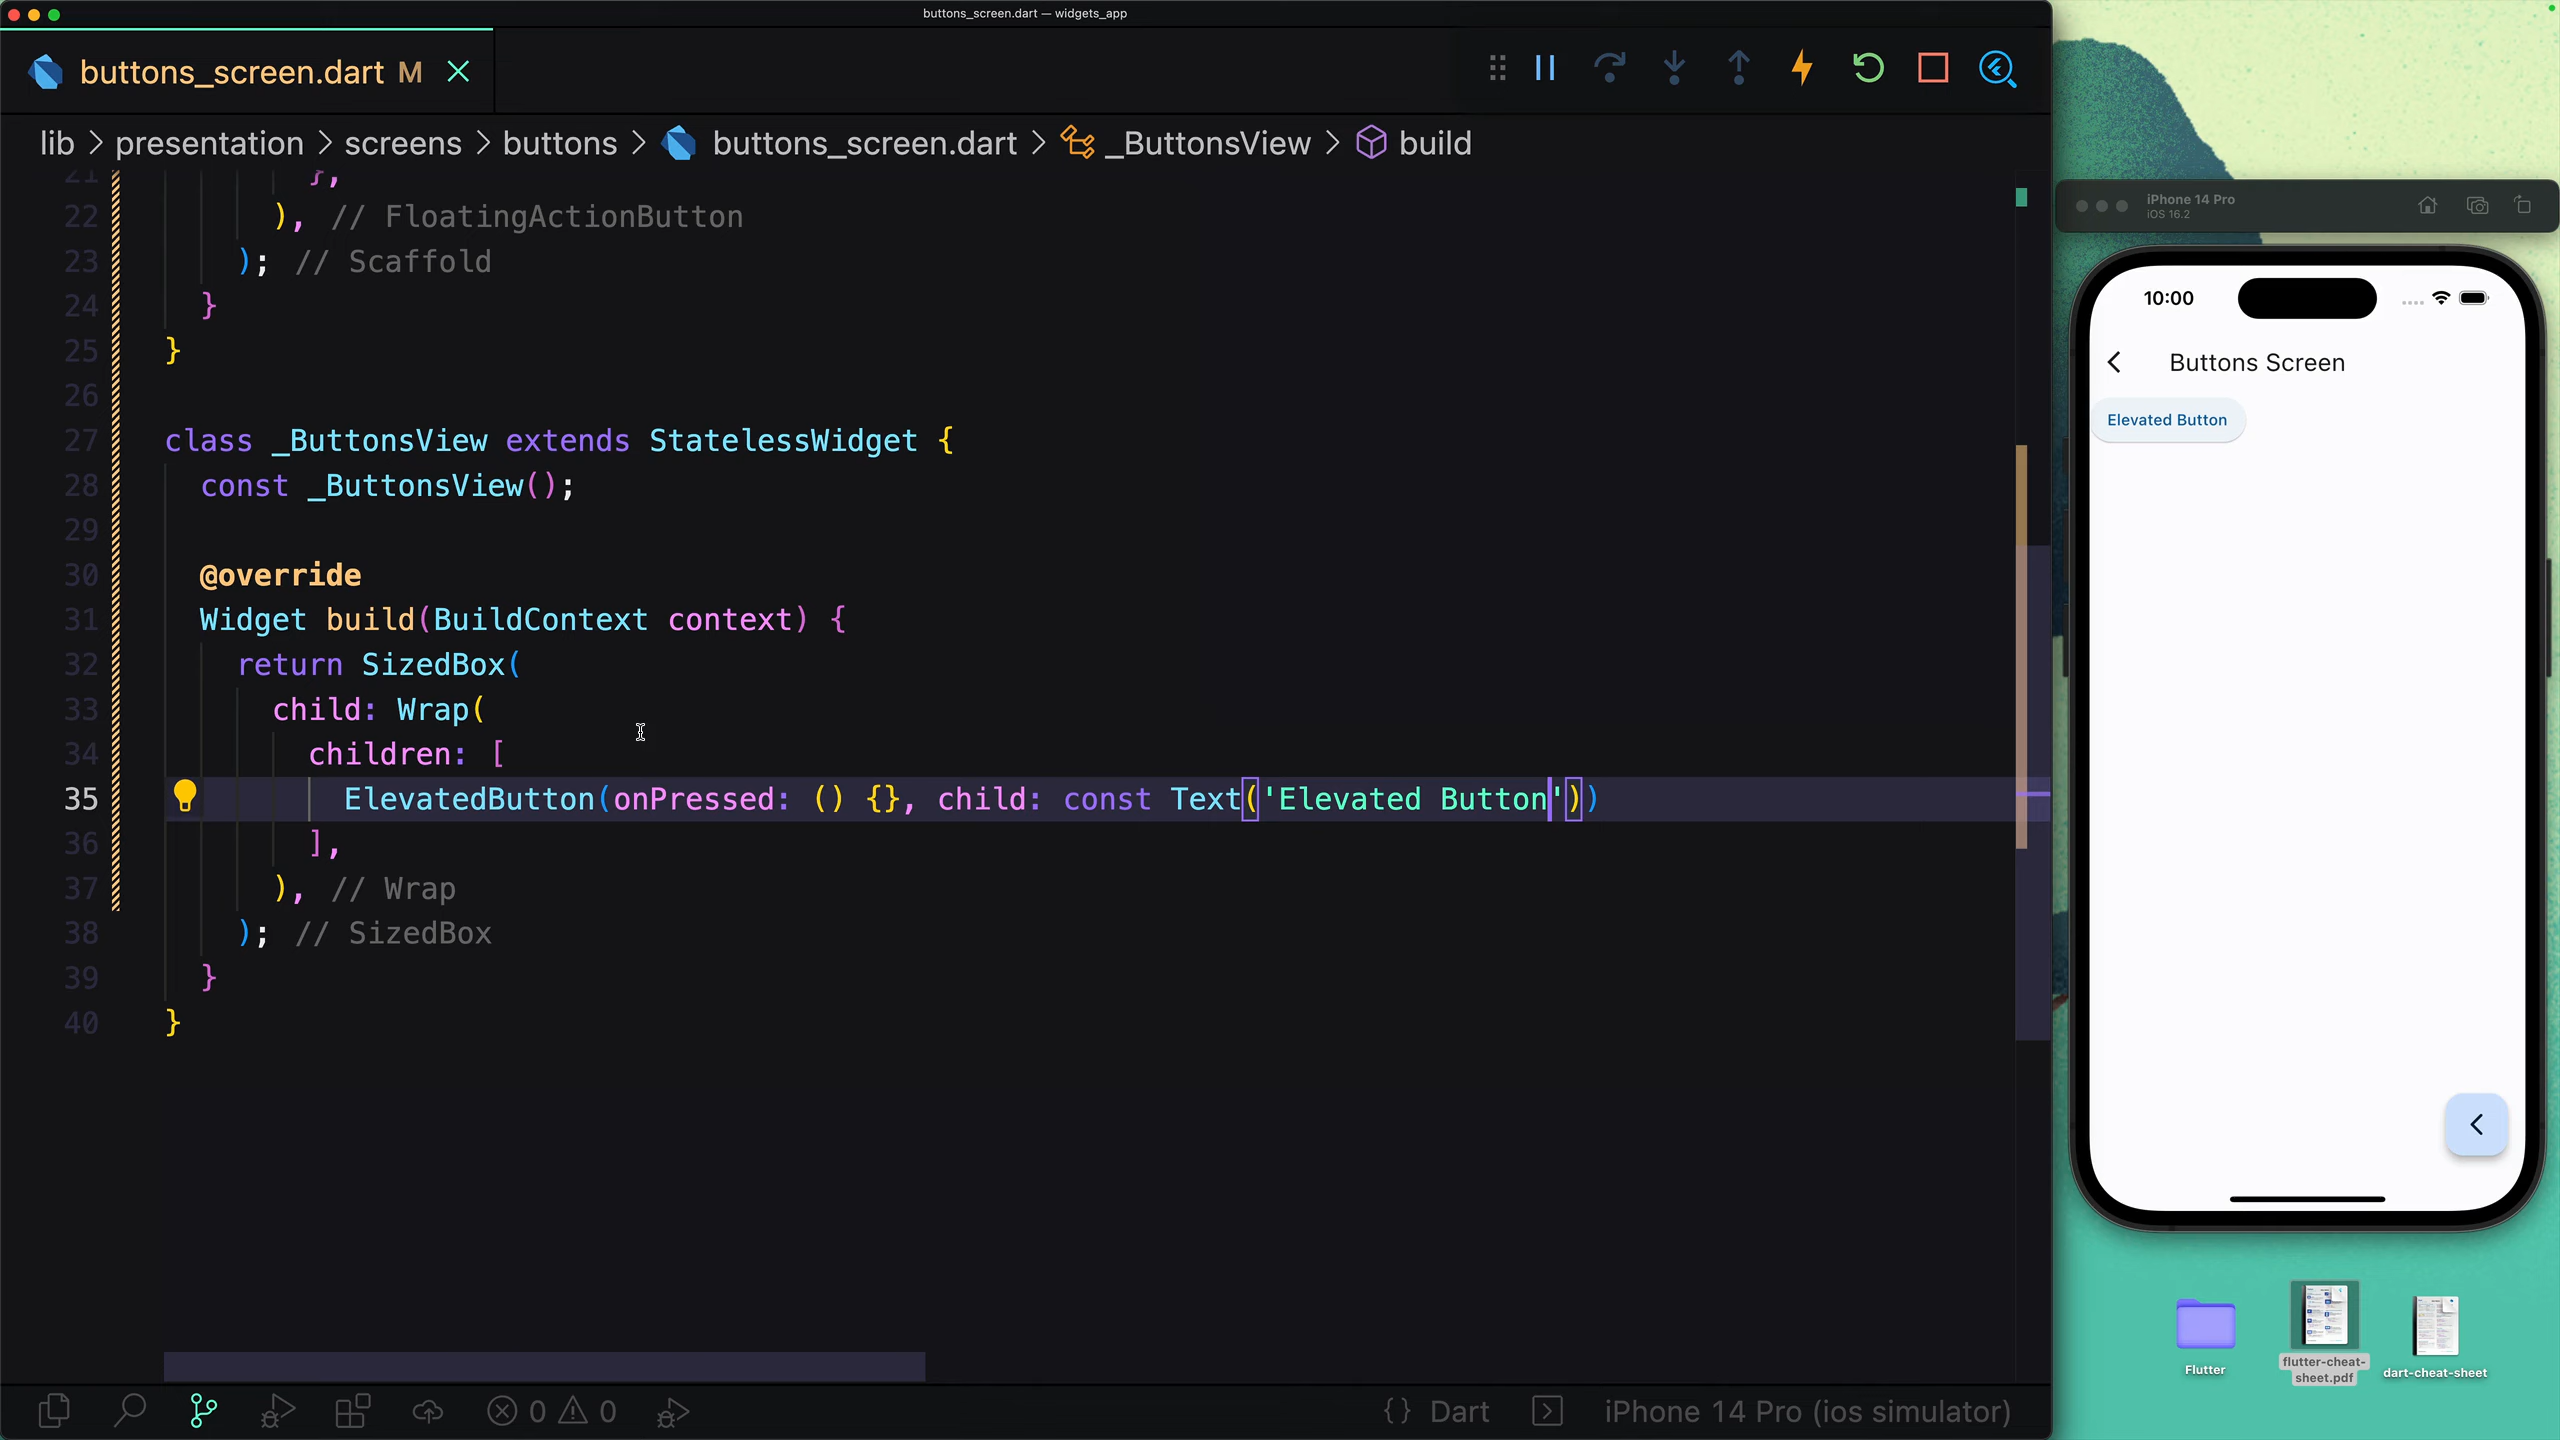 buttons_screen.dart — widgets_app
buttons_screen.dart M
lib > presentation > screens > buttons > buttons_screen.dart > _ButtonsView > build
21 },
22 ), // FloatingActionButton
23 ); // Scaffold
24 }
25 }
26
27 class _ButtonsView extends StatelessWidget {
28 const _ButtonsView();
29
30 @override
31 Widget build(BuildContext context) {
32 return SizedBox(
33 child: Wrap(
34 children: [
35 ElevatedButton(onPressed: () {}, child: const Text('Elevated Button'))
36 ],
37 ), // Wrap
38 ); // SizedBox
39 }
40 }
0 0
{} Dart
iPhone 14 Pro (ios simulator)
iPhone 14 Pro
iOS 16.2
10:00
Buttons Screen
Elevated Button
Flutter
flutter-cheat-
sheet.pdf
dart-cheat-sheet